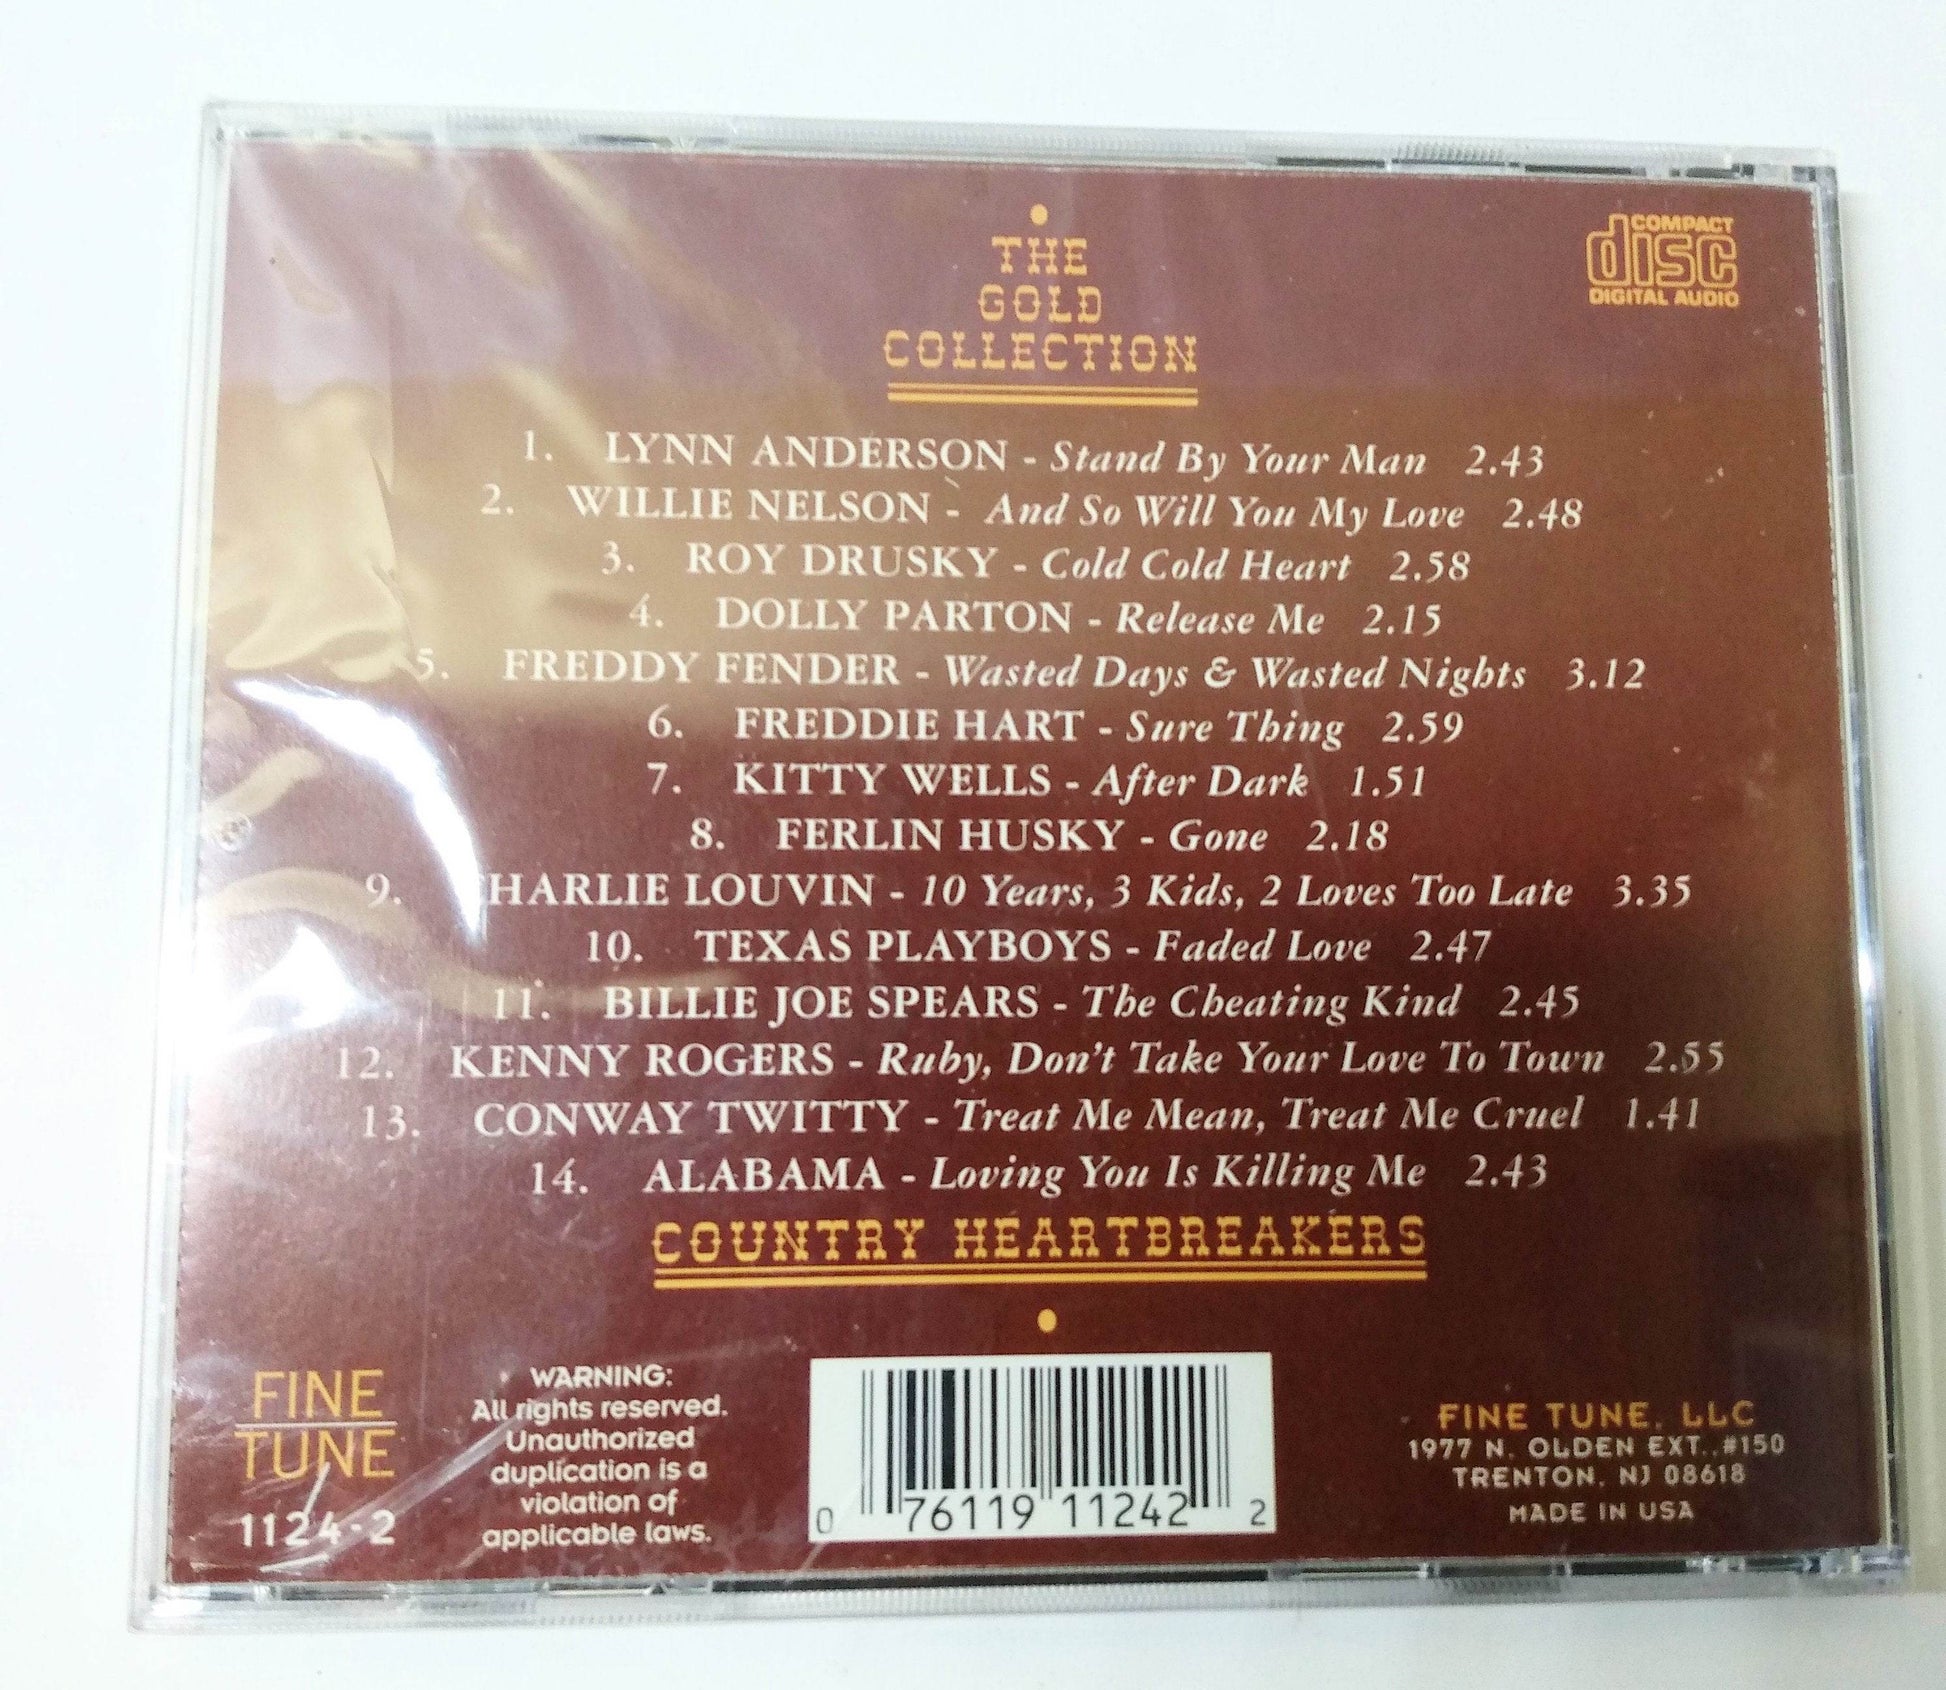 THE
GOLD
COLLECTION
COMPACT
disc
DIGITAL AUDIO
1. LYNN ANDERSON - Stand By Your Man 2.43
2. WILLIE NELSON - And So Will You My Love 2.48
3. ROY DRUSKY - Cold Cold Heart 2.58
4. DOLLY PARTON - Release Me 2.15
5. FREDDY FENDER - Wasted Days & Wasted Nights 3.12
6. FREDDIE HART - Sure Thing 2.59
7. KITTY WELLS - After Dark 1.51
8. FERLIN HUSKY - Gone 2.18
9. CHARLIE LOUVIN - 10 Years, 3 Kids, 2 Loves Too Late 3.35
10. TEXAS PLAYBOYS - Faded Love 2.47
11. BILLIE JOE SPEARS - The Cheating Kind 2.45
12. KENNY ROGERS - Ruby, Don't Take Your Love To Town 2.55
13. CONWAY TWITTY - Treat Me Mean, Treat Me Cruel 1.41
14. ALABAMA - Loving You Is Killing Me 2.43
COUNTRY HEARTBREAKERS
FINE
TUNE
1124-2
WARNING:
All rights reserved.
Unauthorized
duplication is a
violation of
applicable laws.
0 76119 11242 2
FINE TUNE, LLC
1977 N. OLDEN EXT., #150
TRENTON, NJ 08618
MADE IN USA